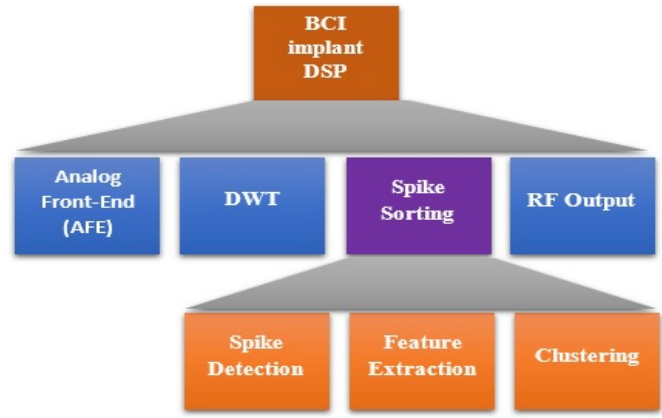 BCI
implant
DSP
Analog
Front-End
(AFE)
DWT
Spike
Sorting
RF Output
Spike
Detection
Feature
Extraction
Clustering